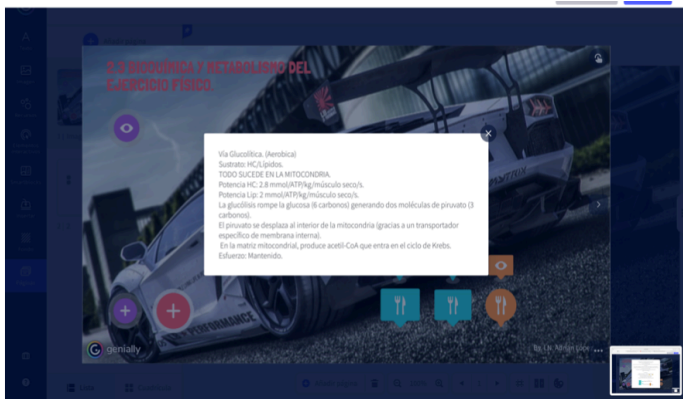 2.3 BIOQUÍMICA Y METABOLISMO DEL
EJERCICIO FÍSICO.
Vía Glucolítica. (Aerobica)
Sustrato: HC/Lípidos.
TODO SUCEDE EN LA MITOCONDRIA.
Potencia HC: 2.8 mmol/ATP/kg/músculo seco/s.
Potencia Lip: 2 mmol/ATP/kg/músculo seco/s.
La glucólisis rompe la glucosa (6 carbonos) generando dos moléculas de piruvato (3
carbonos).
El piruvato se desplaza al interior de la mitocondria (gracias a un transportador
específico de membrana interna).
En la matriz mitocondrial, produce acetil-CoA que entra en el ciclo de Krebs.
Esfuerzo: Mantenido.
PERFORMANCE
genially
Añadir página